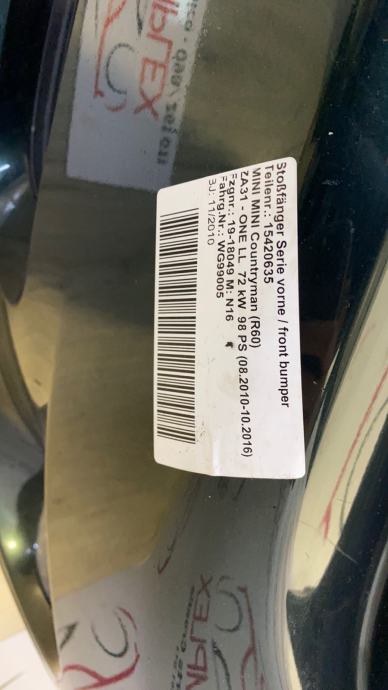 Stoßfänger Serie vorne / front bumper
Teilenr.: 15420635
MINI MINI Countryman (R60)
ZA31 - ONE LL 72 kW 98 PS (08.2010-10.2016)
Fzgnr.: 19-18049 M: N16
Fahrg.Nr.: WG99005
BJ: 11/2010